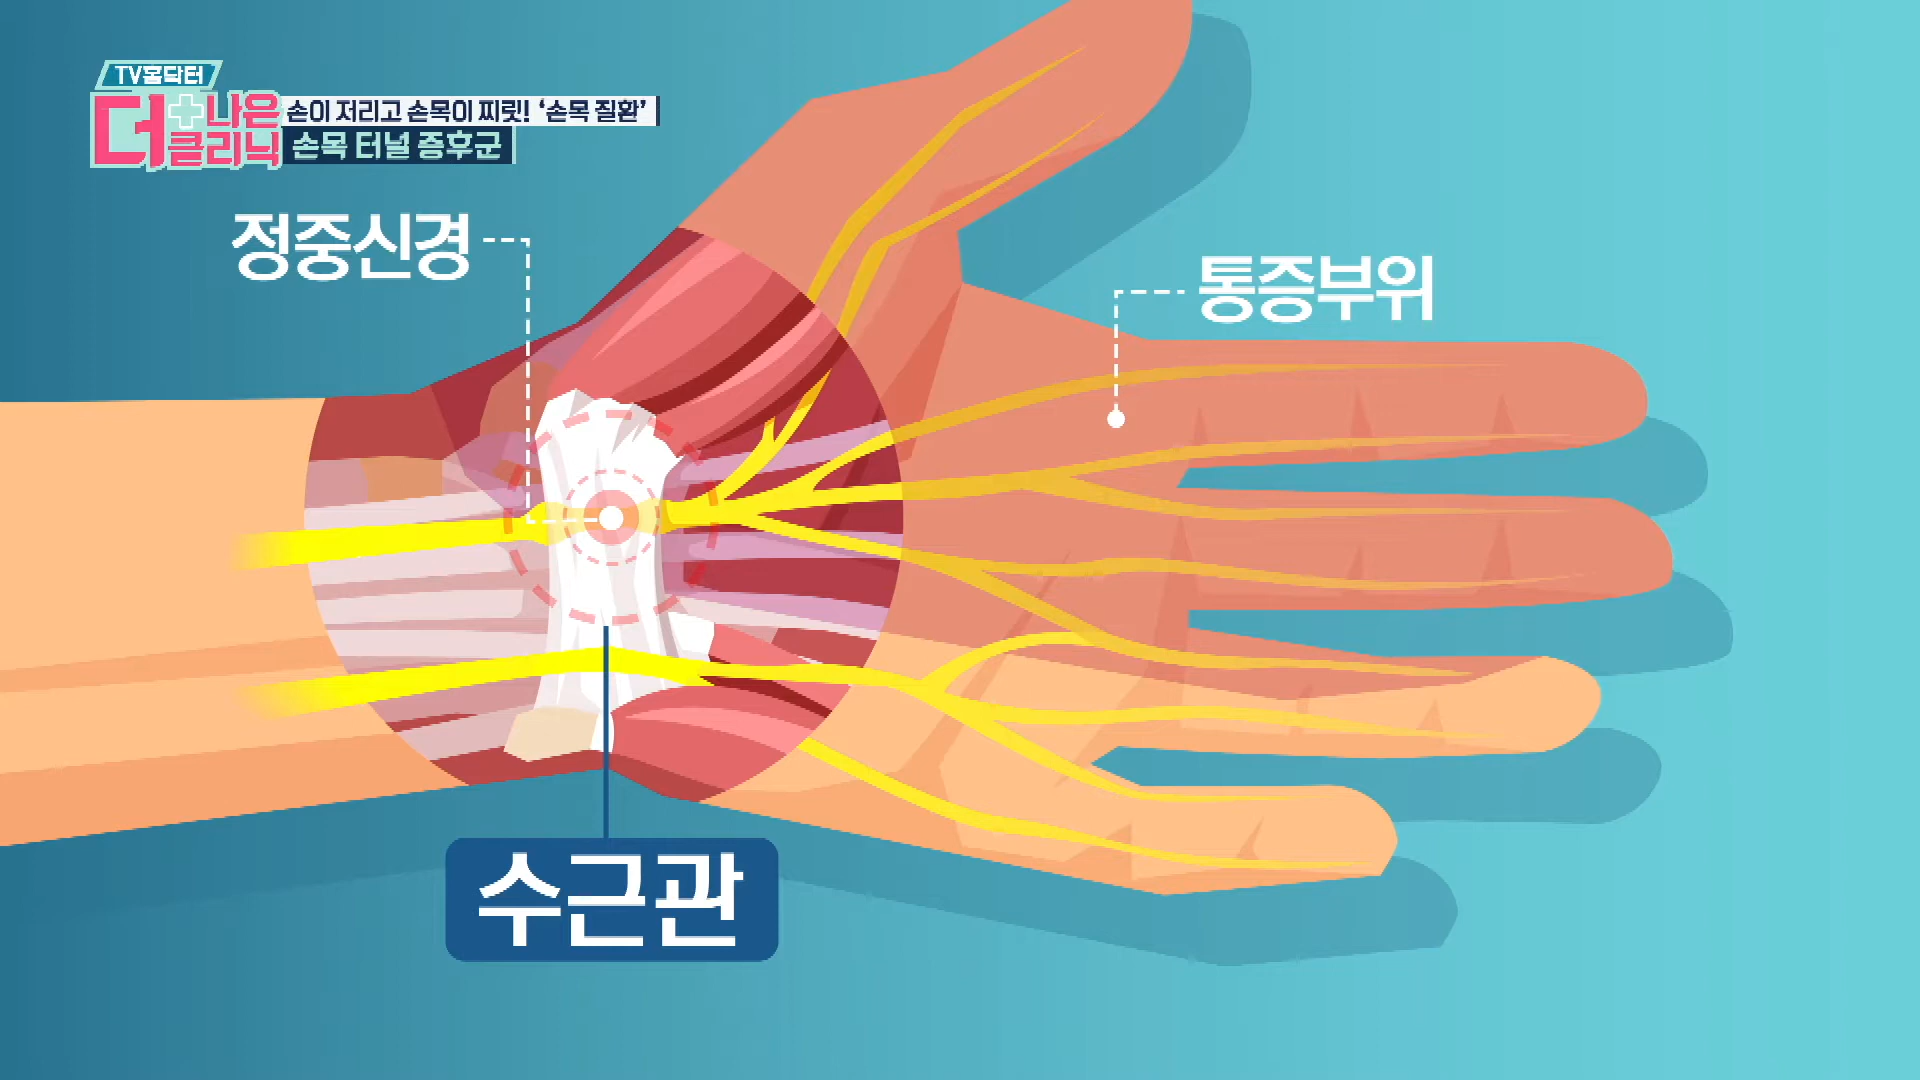 TV홈닥터
더 나은 클리닉
손이 저리고 손목이 찌릿! ‘손목 질환’
손목 터널 증후군
정중신경
통증부위
수근관